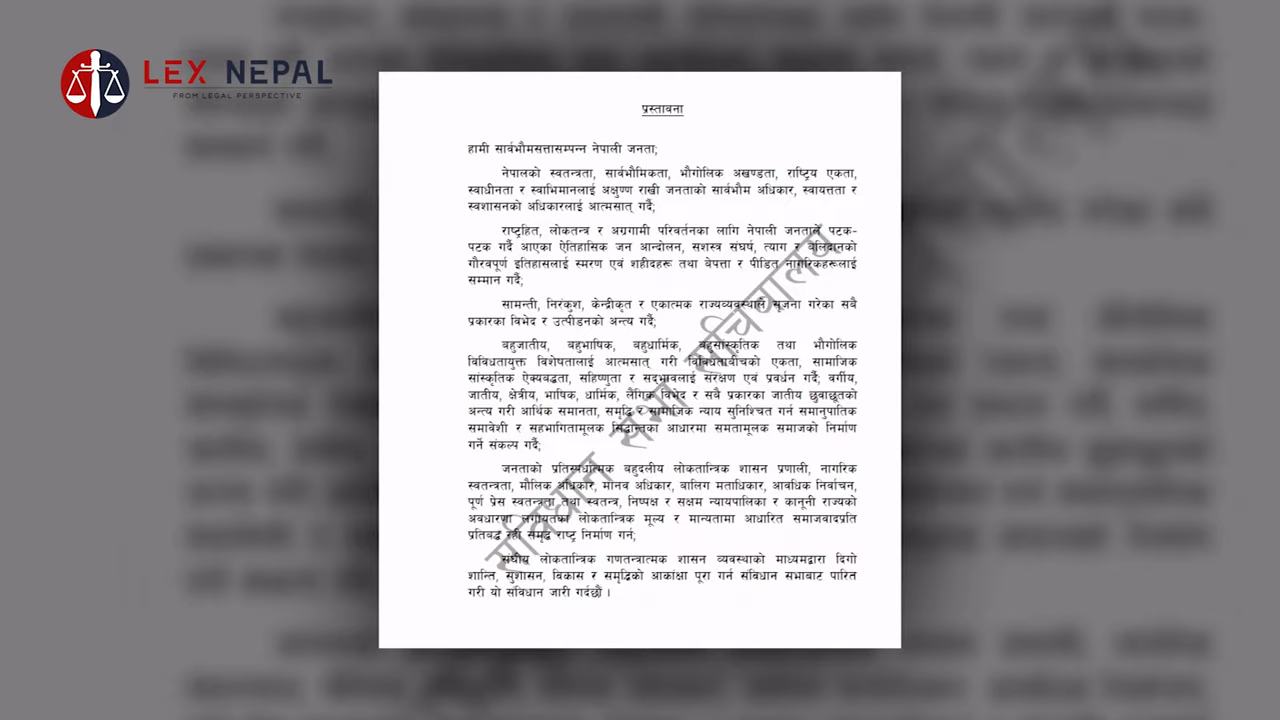 LEX NEPAL
FROM LEGAL PERSPECTIVE
प्रस्तावना
हामी सार्वभौमसत्तासम्पन्न नेपाली जनता;
नेपालको स्वतन्त्रता, सार्वभौमिकता, भौगोलिक अखण्डता, राष्ट्रिय एकता,
स्वाधीनता र स्वाभिमानलाई अक्षुण्ण राखी जनताको सार्वभौम अधिकार, स्वायत्तता र
स्वशासनको अधिकारलाई आत्मसात् गर्दै;
राष्ट्रहित, लोकतन्त्र र अग्रगामी परिवर्तनका लागि नेपाली जनताले पटक-
पटक गर्दै आएका ऐतिहासिक जन आन्दोलन, सशस्त्र संघर्ष, त्याग र बलिदानको
गौरवपूर्ण इतिहासलाई स्मरण एवं शहीदहरू तथा बेपत्ता र पीडित नागरिकहरूलाई
सम्मान गर्दै;
सामन्ती, निरंकुश, केन्द्रीकृत र एकात्मक राज्यव्यवस्थाले सृजना गरेका सबै
प्रकारका विभेद र उत्पीडनको अन्त्य गर्दै;
बहुजातीय, बहुभाषिक, बहुधार्मिक, बहुसांस्कृतिक तथा भौगोलिक
विविधतायुक्त विशेषतालाई आत्मसात् गरी विविधताबीचको एकता, सामाजिक
सांस्कृतिक ऐक्यबद्धता, सहिष्णुता र सद्भावलाई संरक्षण एवं प्रवर्धन गर्दै; वर्गीय,
जातीय, क्षेत्रीय, भाषिक, धार्मिक, लैंगिक विभेद र सबै प्रकारका जातीय छुवाछूतको
अन्त्य गरी आर्थिक समानता, समृद्धि र सामाजिक न्याय सुनिश्चित गर्न समानुपातिक
समावेशी र सहभागितामूलक सिद्धान्तका आधारमा समतामूलक समाजको निर्माण
गर्ने संकल्प गर्दै;
जनताको प्रतिस्पर्धात्मक बहुदलीय लोकतान्त्रिक शासन प्रणाली, नागरिक
स्वतन्त्रता, मौलिक अधिकार, मानव अधिकार, बालिग मताधिकार, आवधिक निर्वाचन,
पूर्ण प्रेस स्वतन्त्रता तथा स्वतन्त्र, निष्पक्ष र सक्षम न्यायपालिका र कानूनी राज्यको
अवधारणा लगायतका लोकतान्त्रिक मूल्य र मान्यतामा आधारित समाजवादप्रति
प्रतिबद्ध रही समृद्ध राष्ट्र निर्माण गर्न;
संघीय लोकतान्त्रिक गणतन्त्रात्मक शासन व्यवस्थाको माध्यमद्वारा दिगो
शान्ति, सुशासन, विकास र समृद्धिको आकांक्षा पूरा गर्न संविधान सभाबाट पारित
गरी यो संविधान जारी गर्दछौं ।
संविधान सभा सचिवालय